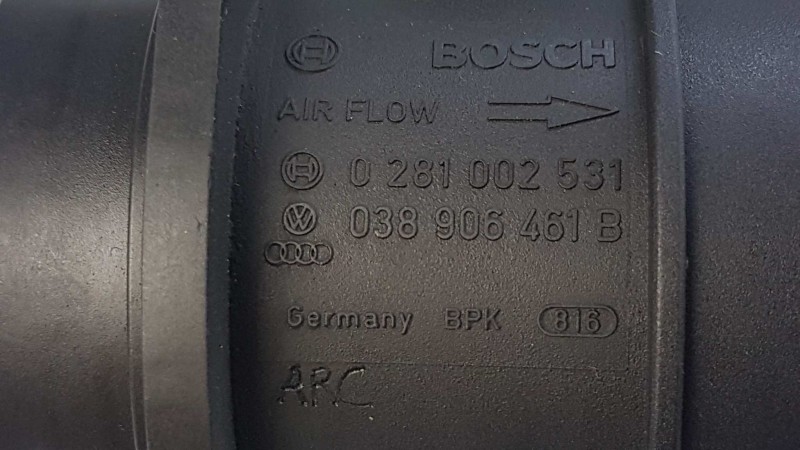 BOSCH
AIR FLOW
0 281 002 531
038 906 461 B
Germany BPK 816
ARC